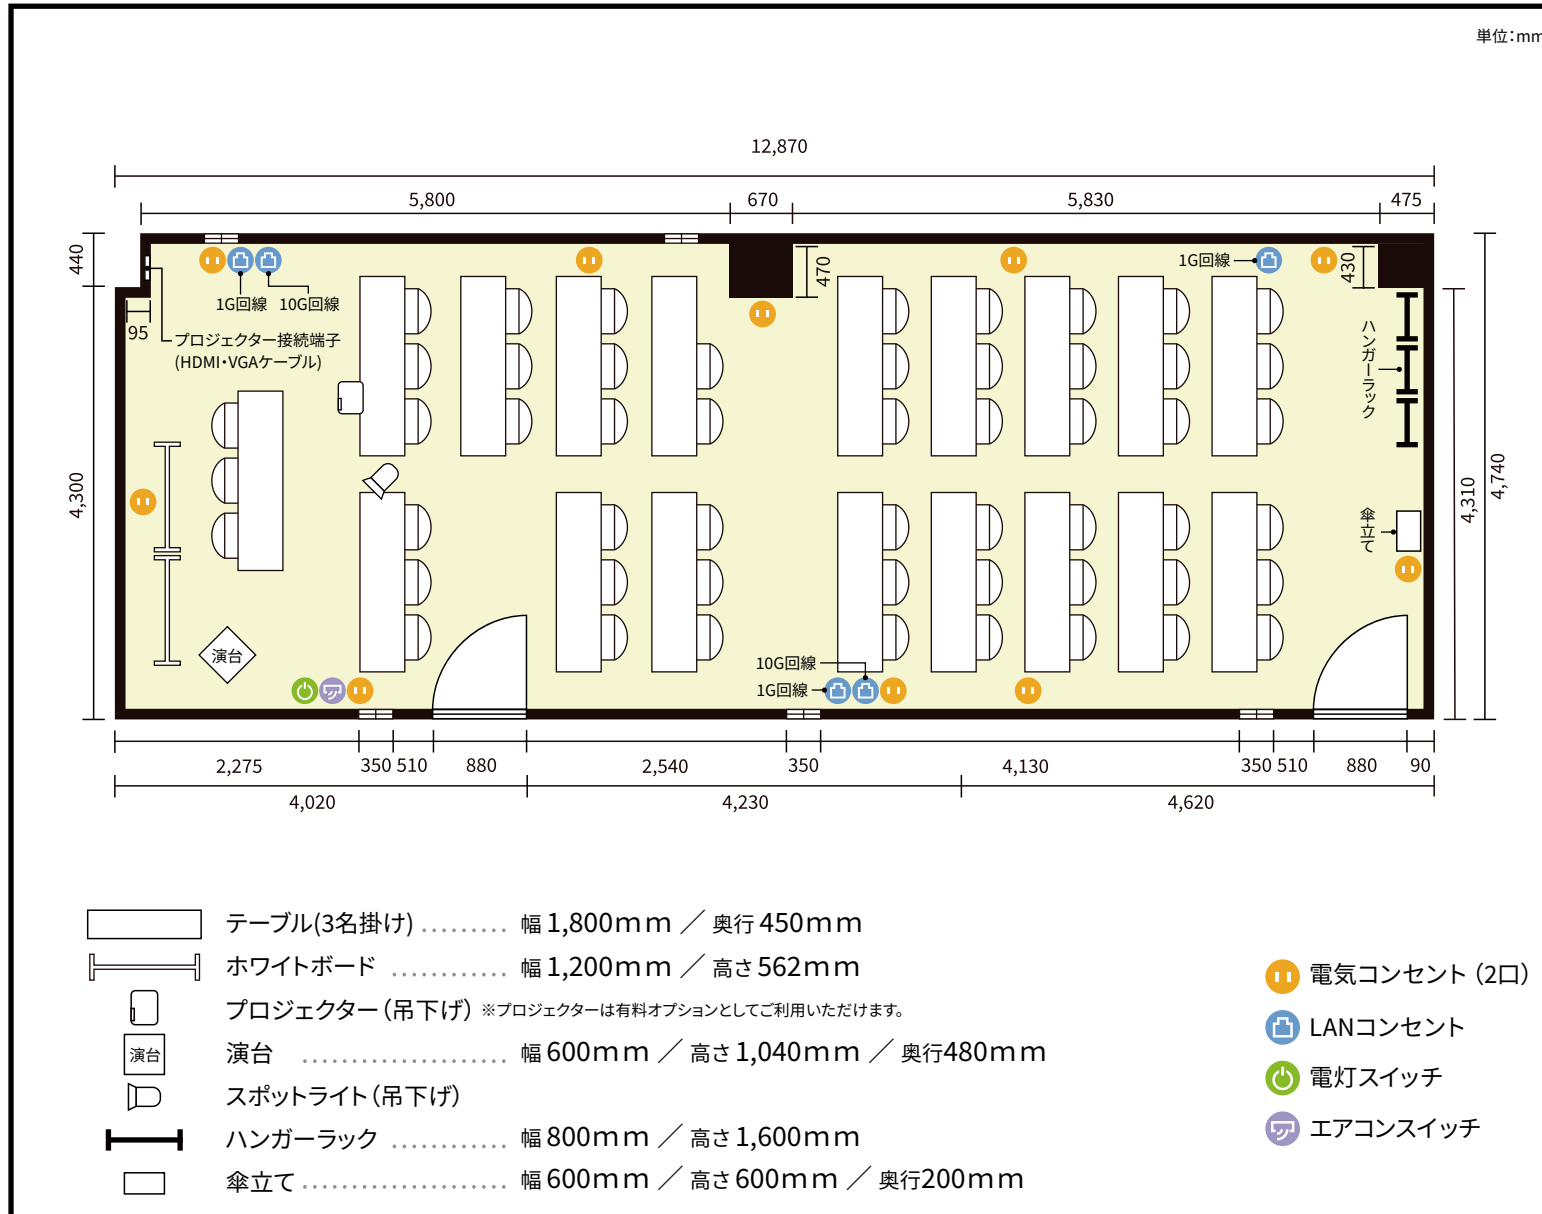 単位：mm
12,870
5,800
670
5,830
475
440
470
430
1G回線
10G回線
1G回線
95
プロジェクター接続端子
(HDMI・VGAケーブル)
ハンガーラック
4,300
4,310
4,740
傘立て
演台
10G回線
1G回線
2,275
350
510
880
2,540
350
4,130
350
510
880
90
4,020
4,230
4,620
テーブル(3名掛け) ......... 幅 1,800mm ／ 奥行 450mm
ホワイトボード ............ 幅 1,200mm ／ 高さ 562mm
プロジェクター（吊下げ） ※プロジェクターは有料オプションとしてご利用いただけます。
演台 演台 ..................... 幅 600mm ／ 高さ 1,040mm ／ 奥行480mm
スポットライト（吊下げ）
ハンガーラック ............ 幅 800mm ／ 高さ 1,600mm
傘立て ..................... 幅 600mm ／ 高さ 600mm ／ 奥行200mm
電気コンセント（2口）
LANコンセント
電灯スイッチ
エアコンスイッチ